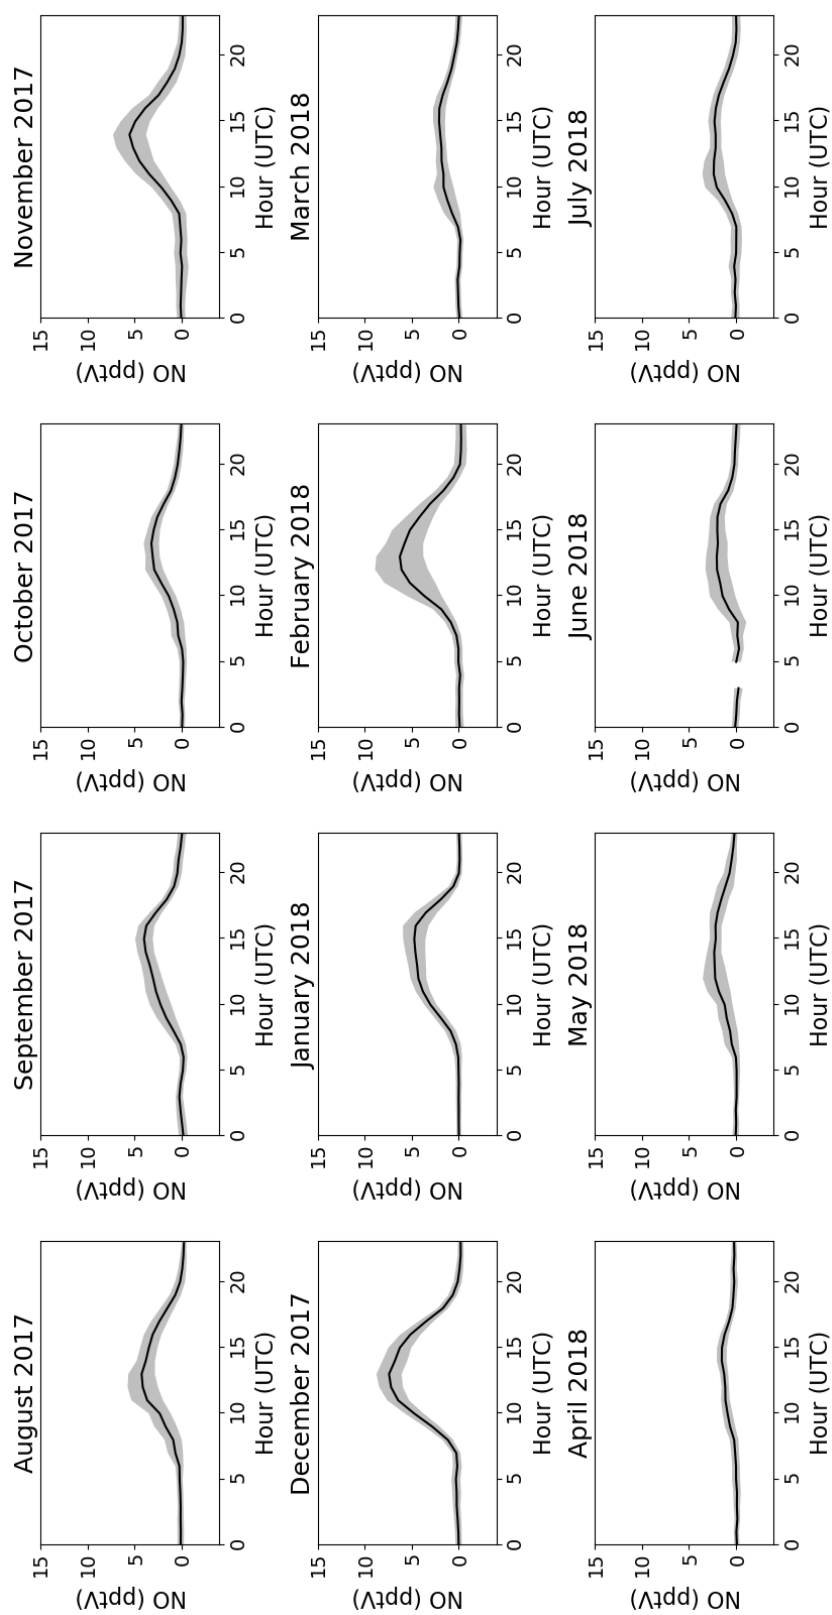 August 2017
NO (pptV)
15
10
5
0
0 5 10 15 20
Hour (UTC)
September 2017
NO (pptV)
15
10
5
0
0 5 10 15 20
Hour (UTC)
October 2017
NO (pptV)
15
10
5
0
0 5 10 15 20
Hour (UTC)
November 2017
NO (pptV)
15
10
5
0
0 5 10 15 20
Hour (UTC)
December 2017
NO (pptV)
15
10
5
0
0 5 10 15 20
Hour (UTC)
January 2018
NO (pptV)
15
10
5
0
0 5 10 15 20
Hour (UTC)
February 2018
NO (pptV)
15
10
5
0
0 5 10 15 20
Hour (UTC)
March 2018
NO (pptV)
15
10
5
0
0 5 10 15 20
Hour (UTC)
April 2018
NO (pptV)
15
10
5
0
0 5 10 15 20
Hour (UTC)
May 2018
NO (pptV)
15
10
5
0
0 5 10 15 20
Hour (UTC)
June 2018
NO (pptV)
15
10
5
0
0 5 10 15 20
Hour (UTC)
July 2018
NO (pptV)
15
10
5
0
0 5 10 15 20
Hour (UTC)